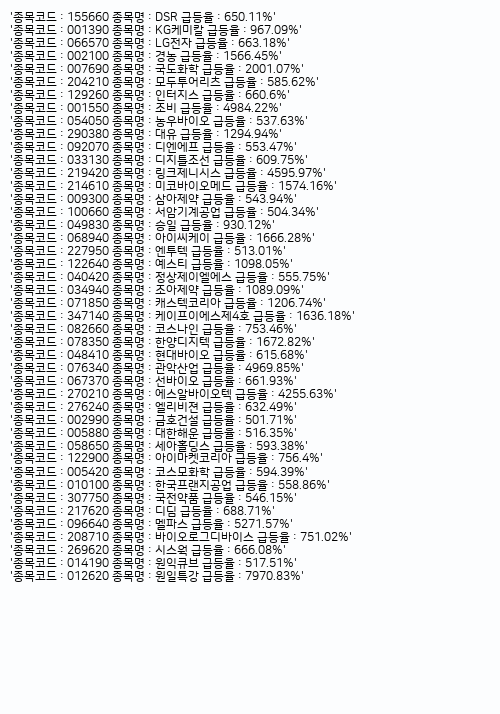 '종목코드 : 155660 종목명 : DSR 급등율 : 650.11%'
'종목코드 : 001390 종목명 : KG케미칼 급등율 : 967.09%'
'종목코드 : 066570 종목명 : LG전자 급등율 : 663.18%'
'종목코드 : 002100 종목명 : 경농 급등율 : 1566.45%'
'종목코드 : 007690 종목명 : 국도화학 급등율 : 2001.07%'
'종목코드 : 204210 종목명 : 모두투어리츠 급등율 : 585.62%'
'종목코드 : 129260 종목명 : 인터지스 급등율 : 660.6%'
'종목코드 : 001550 종목명 : 조비 급등율 : 4984.22%'
'종목코드 : 054050 종목명 : 농우바이오 급등율 : 537.63%'
'종목코드 : 290380 종목명 : 대유 급등율 : 1294.94%'
'종목코드 : 092070 종목명 : 디엔에프 급등율 : 553.47%'
'종목코드 : 033130 종목명 : 디지틀조선 급등율 : 609.75%'
'종목코드 : 219420 종목명 : 링크제니시스 급등율 : 4595.97%'
'종목코드 : 214610 종목명 : 미코바이오메드 급등율 : 1574.16%'
'종목코드 : 009300 종목명 : 삼아제약 급등율 : 543.94%'
'종목코드 : 100660 종목명 : 서암기계공업 급등율 : 504.34%'
'종목코드 : 049830 종목명 : 승일 급등율 : 930.12%'
'종목코드 : 068940 종목명 : 아이씨케이 급등율 : 1666.28%'
'종목코드 : 227950 종목명 : 엔투텍 급등율 : 513.01%'
'종목코드 : 122640 종목명 : 예스티 급등율 : 1098.05%'
'종목코드 : 040420 종목명 : 정상제이엘에스 급등율 : 555.75%'
'종목코드 : 034940 종목명 : 조아제약 급등율 : 1089.09%'
'종목코드 : 071850 종목명 : 캐스텍코리아 급등율 : 1206.74%'
'종목코드 : 347140 종목명 : 케이프이에스제4호 급등율 : 1636.18%'
'종목코드 : 082660 종목명 : 코스나인 급등율 : 753.46%'
'종목코드 : 078350 종목명 : 한양디지텍 급등율 : 1672.82%'
'종목코드 : 048410 종목명 : 현대바이오 급등율 : 615.68%'
'종목코드 : 076340 종목명 : 관악산업 급등율 : 4969.85%'
'종목코드 : 067370 종목명 : 선바이오 급등율 : 661.93%'
'종목코드 : 270210 종목명 : 에스알바이오텍 급등율 : 4255.63%'
'종목코드 : 276240 종목명 : 엘리비젼 급등율 : 632.49%'
'종목코드 : 002990 종목명 : 금호건설 급등율 : 501.71%'
'종목코드 : 005880 종목명 : 대한해운 급등율 : 516.35%'
'종목코드 : 058650 종목명 : 세아홀딩스 급등율 : 593.38%'
'종목코드 : 122900 종목명 : 아이마켓코리아 급등율 : 756.4%'
'종목코드 : 005420 종목명 : 코스모화학 급등율 : 594.39%'
'종목코드 : 010100 종목명 : 한국프랜지공업 급등율 : 558.86%'
'종목코드 : 307750 종목명 : 국전약품 급등율 : 546.15%'
'종목코드 : 217620 종목명 : 디딤 급등율 : 688.71%'
'종목코드 : 096640 종목명 : 멜파스 급등율 : 5271.57%'
'종목코드 : 208710 종목명 : 바이오로그디바이스 급등율 : 751.02%'
'종목코드 : 269620 종목명 : 시스웍 급등율 : 666.08%'
'종목코드 : 014190 종목명 : 원익큐브 급등율 : 517.51%'
'종목코드 : 012620 종목명 : 원일특강 급등율 : 7970.83%'